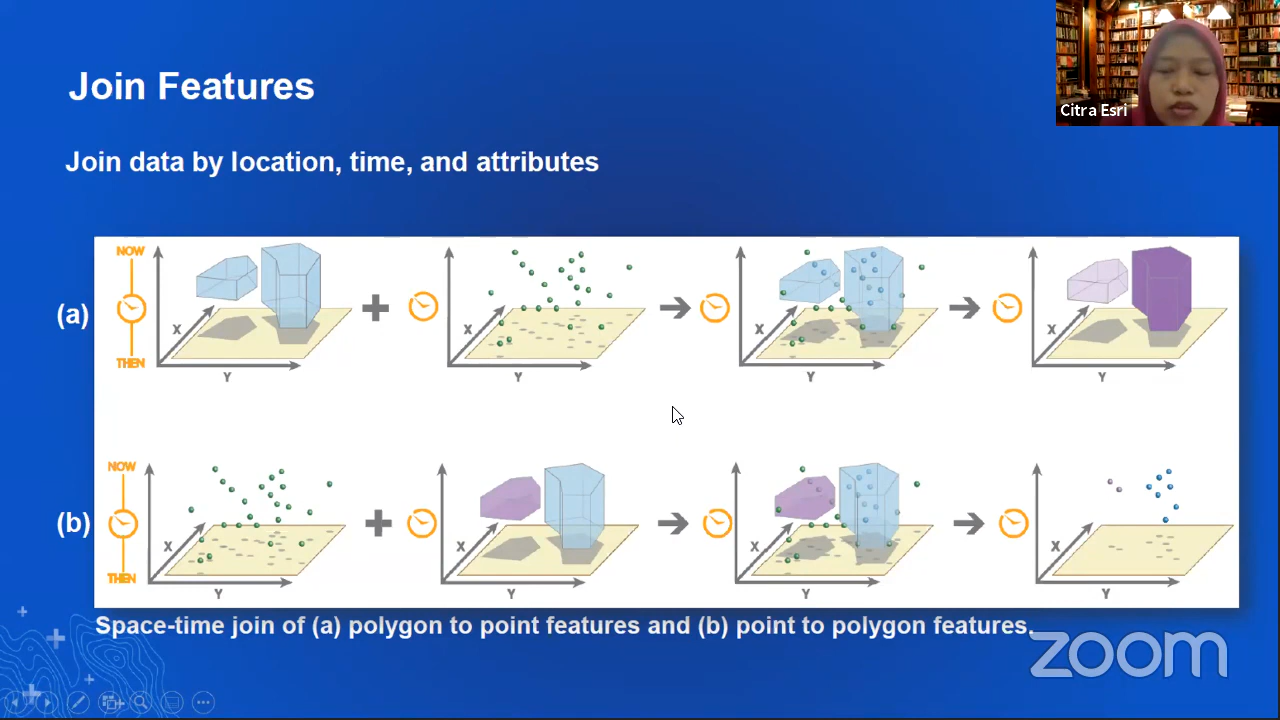 Join Features
Citra Esri
Join data by location, time, and attributes
(a)
NOW
THEN
X
Y
X
Y
X
Y
X
Y
(b)
NOW
THEN
X
Y
X
Y
X
Y
X
Y
Space-time join of (a) polygon to point features and (b) point to polygon features.
zoom